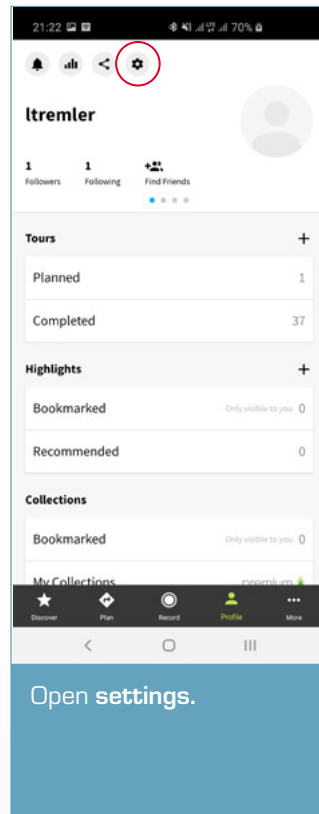 21:22 70%
ltremler
1 1
Followers Following Find Friends
Tours +
Planned 1
Completed 37
Highlights +
Bookmarked Only visible to you 0
Recommended 0
Collections
Bookmarked Only visible to you 0
My Collections premium
Discover Plan Record Profile More
Open settings.